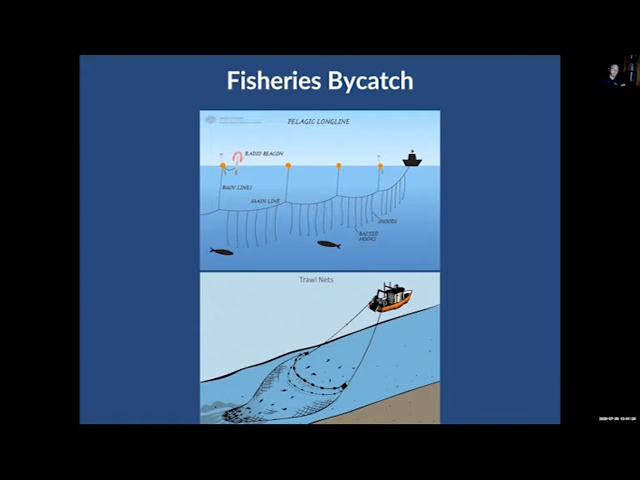 Fisheries Bycatch
PELAGIC LONGLINE
RADIO BEACON
BUOY LINES
MAIN LINE
SNOODS
BAITED
HOOKS
Trawl Nets